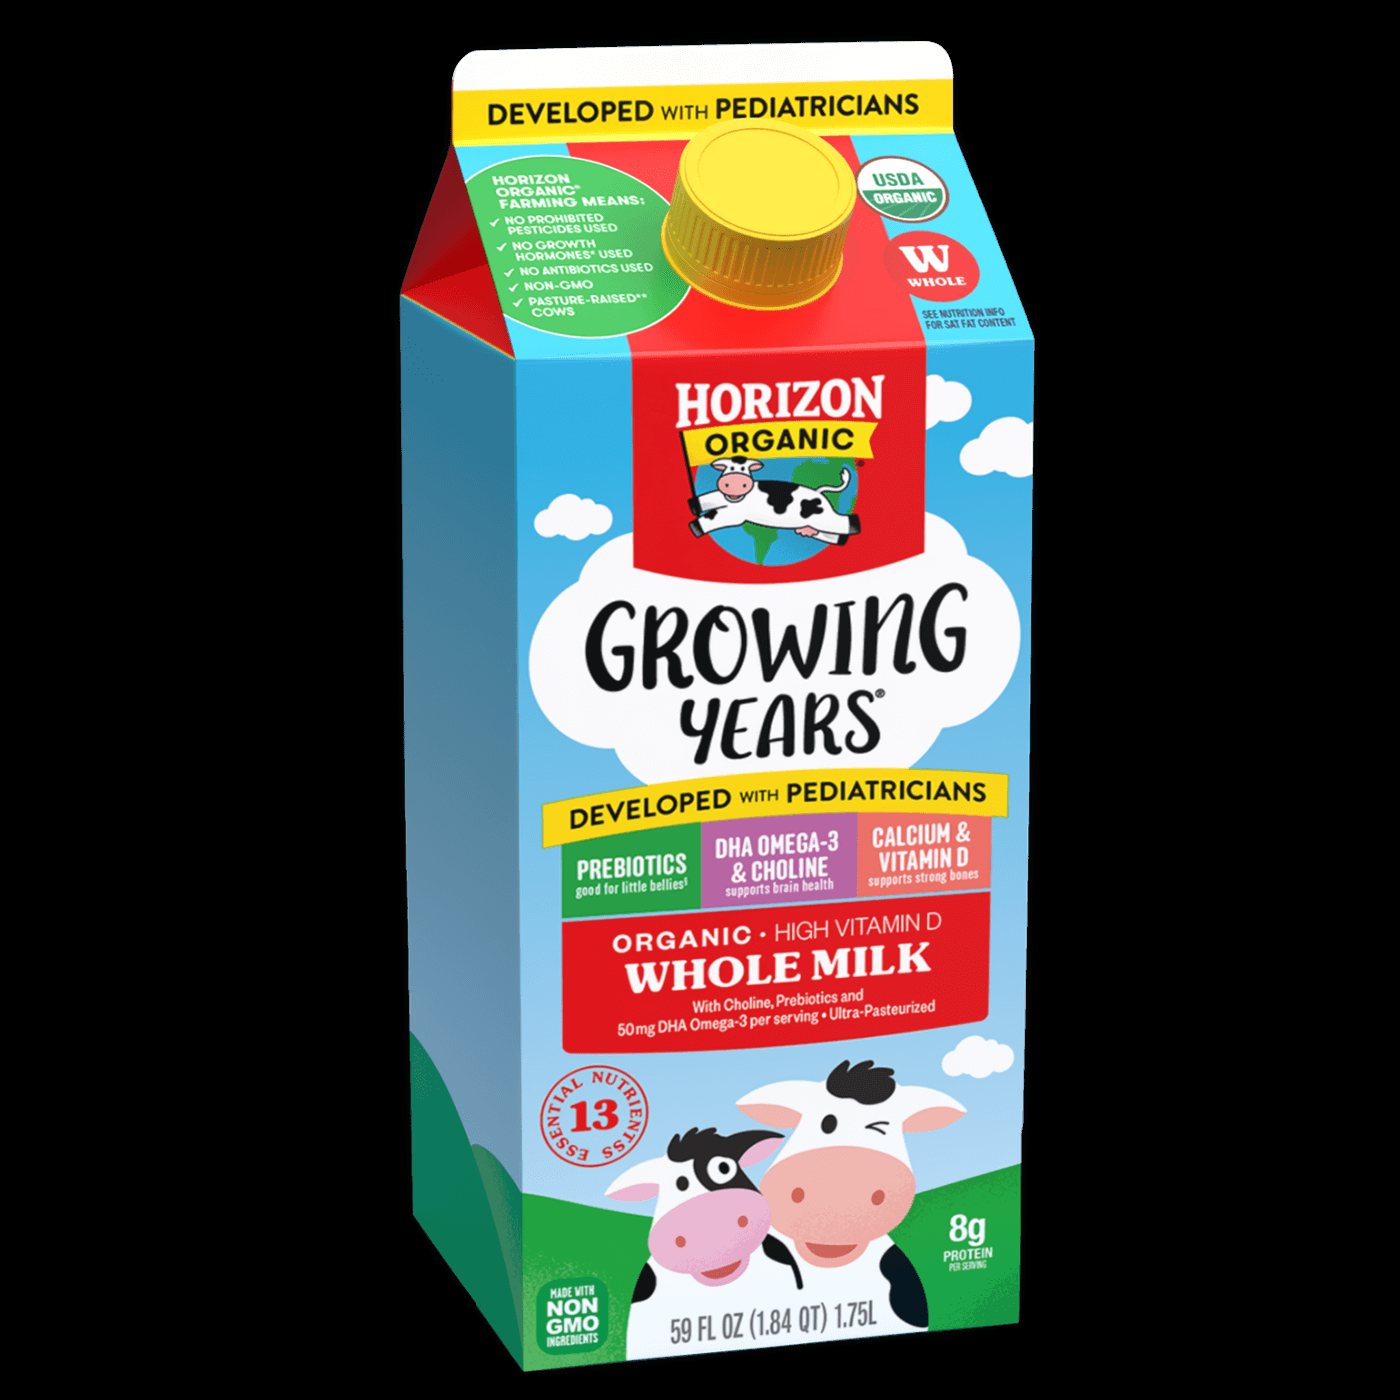 DEVELOPED WITH PEDIATRICIANS
HORIZON
ORGANIC®
FARMING MEANS:
✓ NO PROHIBITED
PESTICIDES USED
✓ NO GROWTH
HORMONES* USED
✓ NO ANTIBIOTICS USED
✓ NON-GMO
✓ PASTURE-RAISED**
COWS
USDA
ORGANIC
W
WHOLE
SEE NUTRITION INFO
FOR SAT FAT CONTENT
HORIZON
ORGANIC
®
GROWING
YEARS®
DEVELOPED WITH PEDIATRICIANS
PREBIOTICS
good for little bellies§
DHA OMEGA-3
& CHOLINE
supports brain health
CALCIUM &
VITAMIN D
supports strong bones
ORGANIC • HIGH VITAMIN D
WHOLE MILK
With Choline, Prebiotics and
50mg DHA Omega-3 per serving • Ultra-Pasteurized
13
ESSENTIAL NUTRIENTSS
8g
PROTEIN
PER SERVING
MADE WITH
NON
GMO
INGREDIENTS
59 FL OZ (1.84 QT) 1.75L